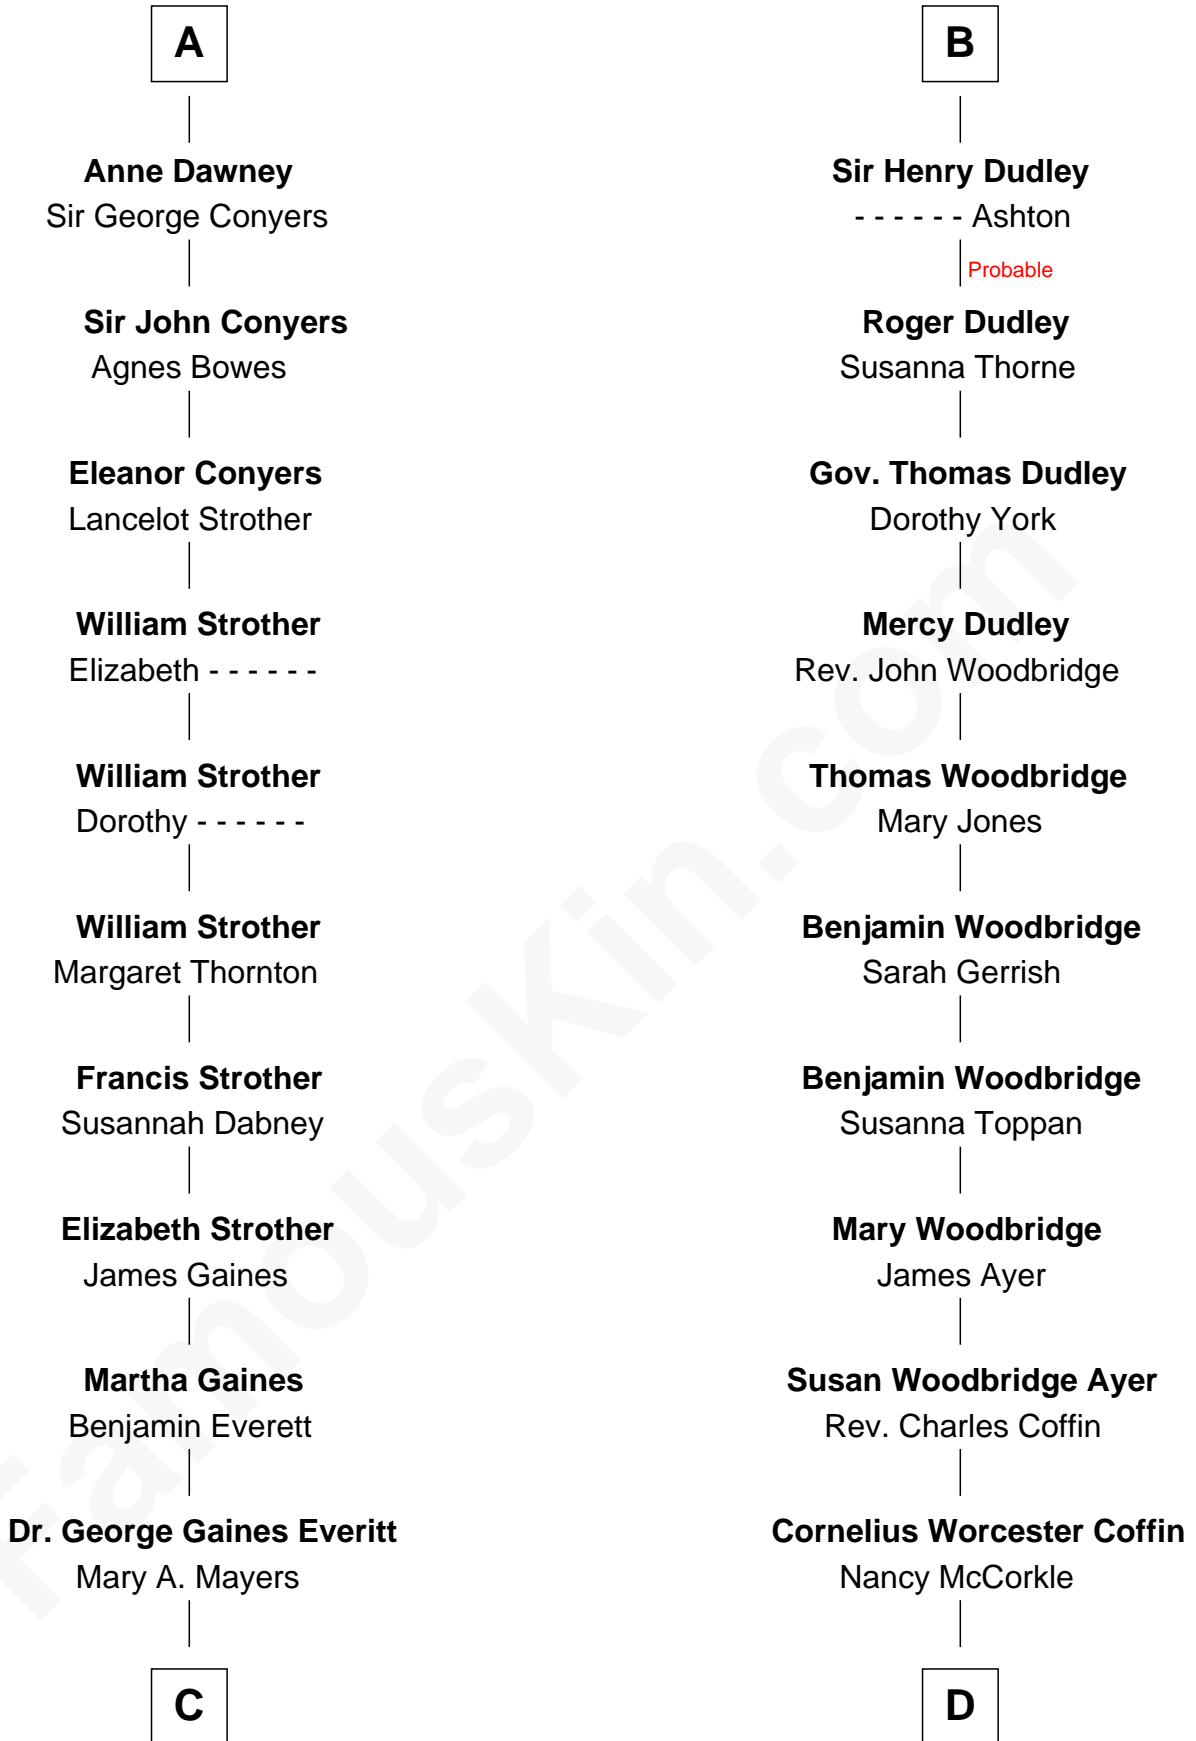 A
Anne Dawney
Sir George Conyers
Sir John Conyers
Agnes Bowes
Eleanor Conyers
Lancelot Strother
William Strother
Elizabeth - - - - - -
William Strother
Dorothy - - - - - -
William Strother
Margaret Thornton
Francis Strother
Susannah Dabney
Elizabeth Strother
James Gaines
Martha Gaines
Benjamin Everett
Dr. George Gaines Everitt
Mary A. Mayers
C
B
Sir Henry Dudley
- - - - - - Ashton
Probable
Roger Dudley
Susanna Thorne
Gov. Thomas Dudley
Dorothy York
Mercy Dudley
Rev. John Woodbridge
Thomas Woodbridge
Mary Jones
Benjamin Woodbridge
Sarah Gerrish
Benjamin Woodbridge
Susanna Toppan
Mary Woodbridge
James Ayer
Susan Woodbridge Ayer
Rev. Charles Coffin
Cornelius Worcester Coffin
Nancy McCorkle
D
FamousKin.com